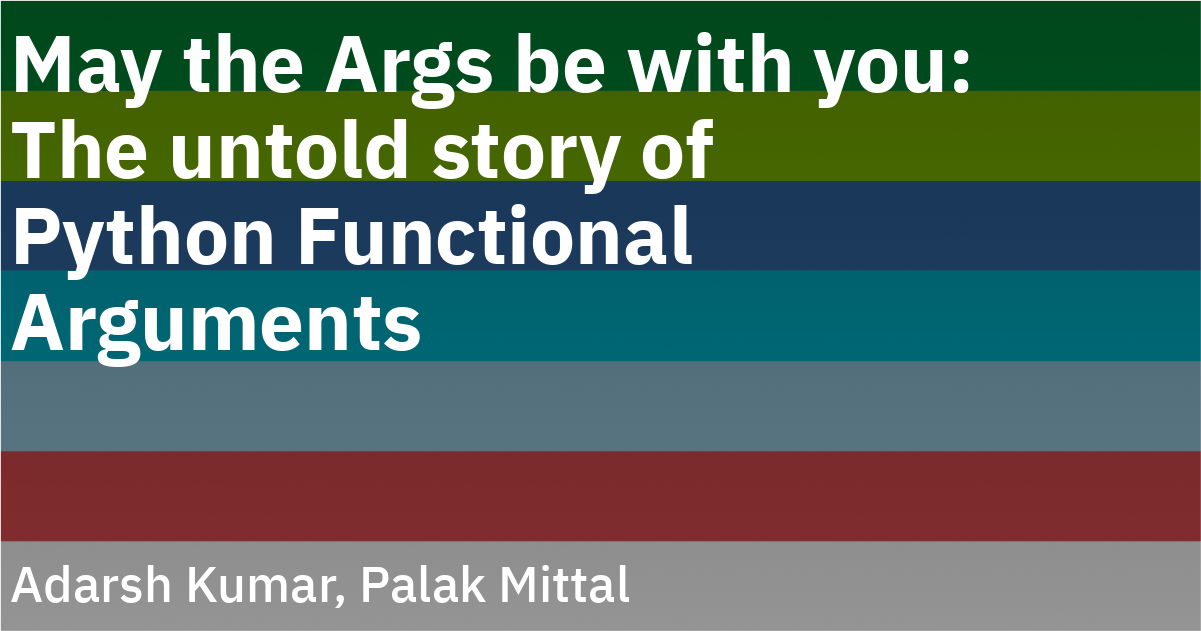 May the Args be with you:
The untold story of
Python Functional
Arguments
Adarsh Kumar, Palak Mittal